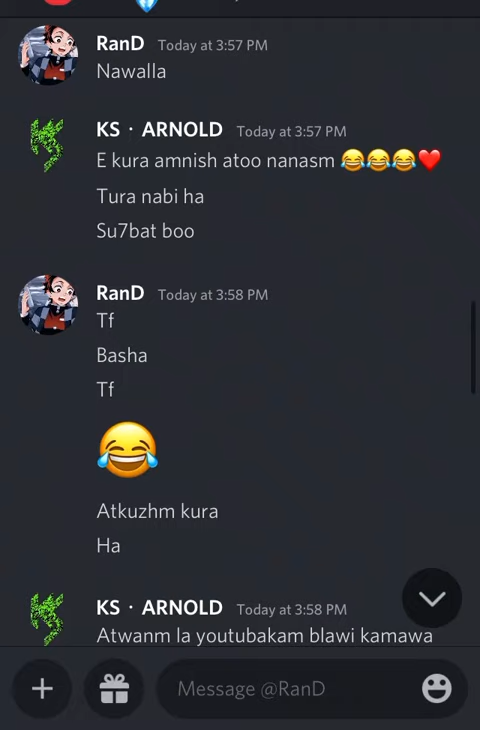 RanD Today at 3:57 PM
Nawalla
KS · ARNOLD Today at 3:57 PM
E kura amnish atoo nanasm 😂😂😂❤️
Tura nabi ha
Su7bat boo
RanD Today at 3:58 PM
Tf
Basha
Tf
😂
Atkuzhm kura
Ha
KS · ARNOLD Today at 3:58 PM
Atwanm la youtubakam blawi kamawa
Message @RanD